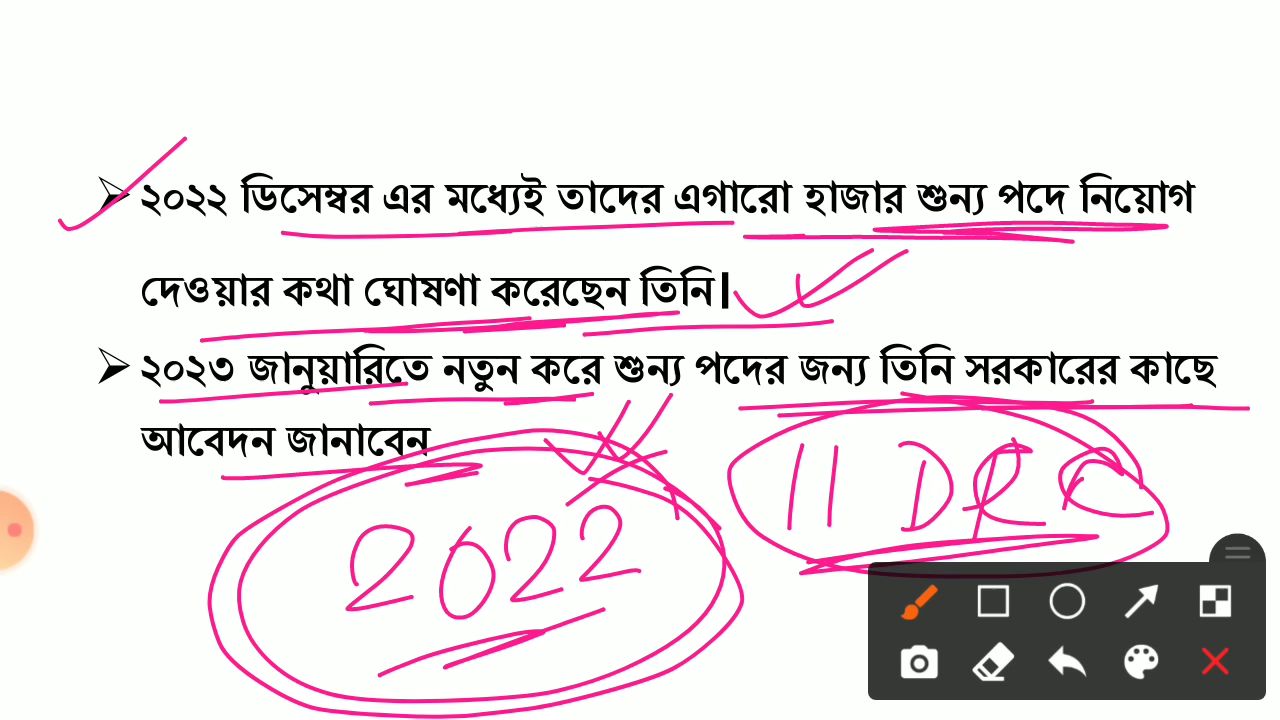 ২০২২ ডিসেম্বর এর মধ্যেই তাদের এগারো হাজার শুন্য পদে নিয়োগ
দেওয়ার কথা ঘোষণা করেছেন তিনি।
২০২৩ জানুয়ারিতে নতুন করে শুন্য পদের জন্য তিনি সরকারের কাছে
আবেদন জানাবেন
11 DEC
2022